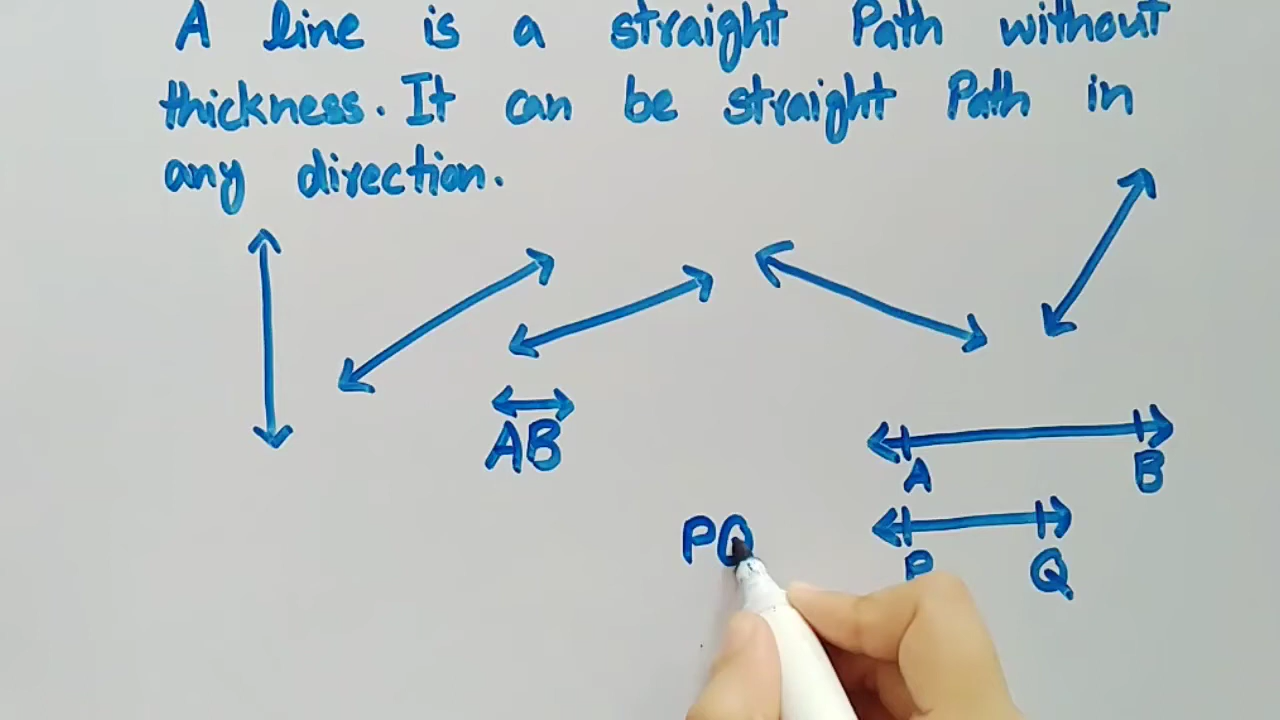 A line is a straight Path without
thickness. It can be straight Path in
any direction.
AB
A B
PQ
P Q